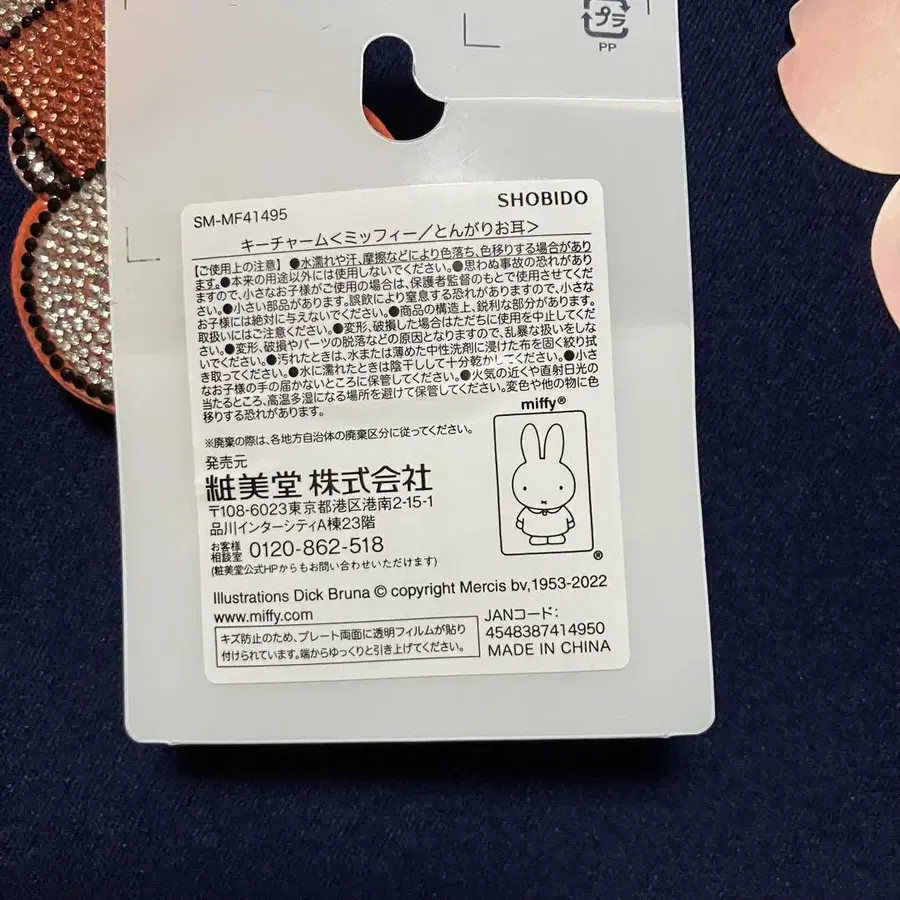 プラ
PP
SM-MF41495
SHOBIDO
キーチャーム<ミッフィー/とんがりお耳>
【ご使用上の注意】●水濡れや汗、摩擦などにより色落ち、色移りする場合があり
ます。●本来の用途以外には使用しないでください。●思わぬ事故の恐れがあり
ますので、小さなお子様がご使用の場合は、保護者監督のもとで使用させてくだ
さい。●小さい部品があります。誤飲により窒息する恐れがありますので、小さな
お子様には絶対に与えないでください。●商品の構造上、鋭利な部分があります。
取扱いにはご注意ください。●変形、破損した場合はただちに使用を中止してくだ
さい。●変形、破損やパーツの脱落などの原因となりますので、乱暴な扱いをしな
いでください。●汚れたときは、水または薄めた中性洗剤に浸けた布を固く絞り拭
き取ってください。●水に濡れたときは陰干しして十分乾かしてください。●小さ
なお子様の手の届かないところに保管してください。●火気の近くや直射日光の
当たるところ、高温多湿になる場所を避けて保管してください。変色や他の物に色
移りする恐れがあります。
※廃棄の際は、各地方自治体の廃棄区分に従ってください。
miffy®
®
発売元
粧美堂 株式会社
〒108-6023東京都港区港南2-15-1
品川インターシティA棟23階
お客様
相談室 0120-862-518
(粧美堂公式HPからもお問い合わせいただけます)
Illustrations Dick Bruna © copyright Mercis bv,1953-2022
www.miffy.com
キズ防止のため、プレート両面に透明フィルムが貼り
付けられています。端からゆっくりと引き上げてください。
JANコード:
4548387414950
MADE IN CHINA